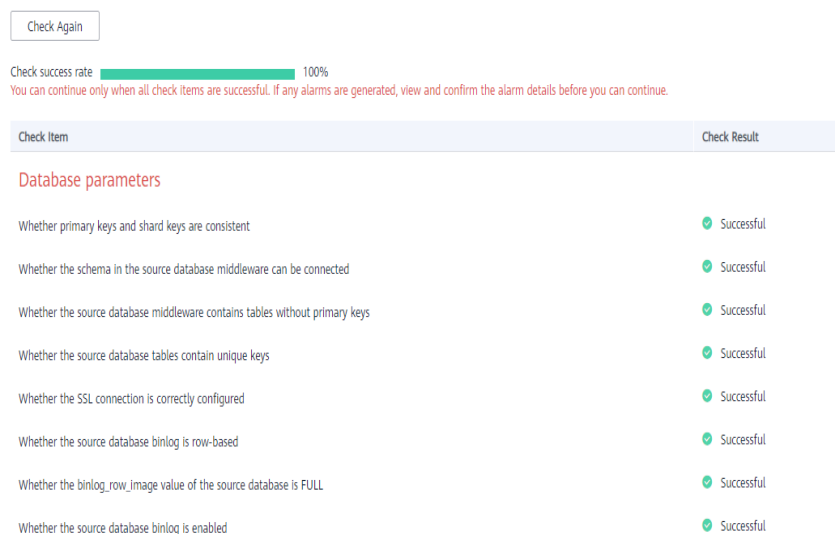 Check Again
Check success rate 100%
You can continue only when all check items are successful. If any alarms are generated, view and confirm the alarm details before you can continue.
Check Item Check Result
Database parameters
Whether primary keys and shard keys are consistent Successful
Whether the schema in the source database middleware can be connected Successful
Whether the source database middleware contains tables without primary keys Successful
Whether the source database tables contain unique keys Successful
Whether the SSL connection is correctly configured Successful
Whether the source database binlog is row-based Successful
Whether the binlog_row_image value of the source database is FULL Successful
Whether the source database binlog is enabled Successful